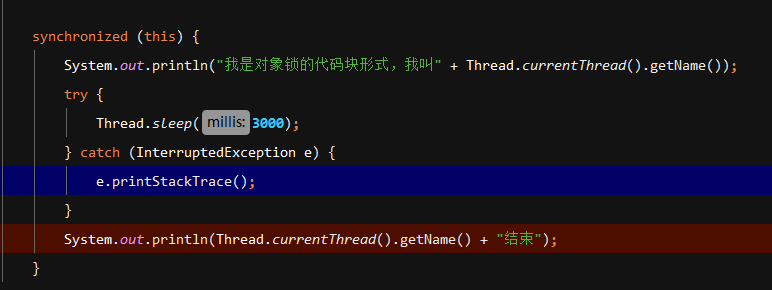 synchronized (this) {
System.out.println("我是对象锁的代码块形式，我叫" + Thread.currentThread().getName());
try {
Thread.sleep( millis: 3000);
} catch (InterruptedException e) {
e.printStackTrace();
}
System.out.println(Thread.currentThread().getName() + "结束");
}